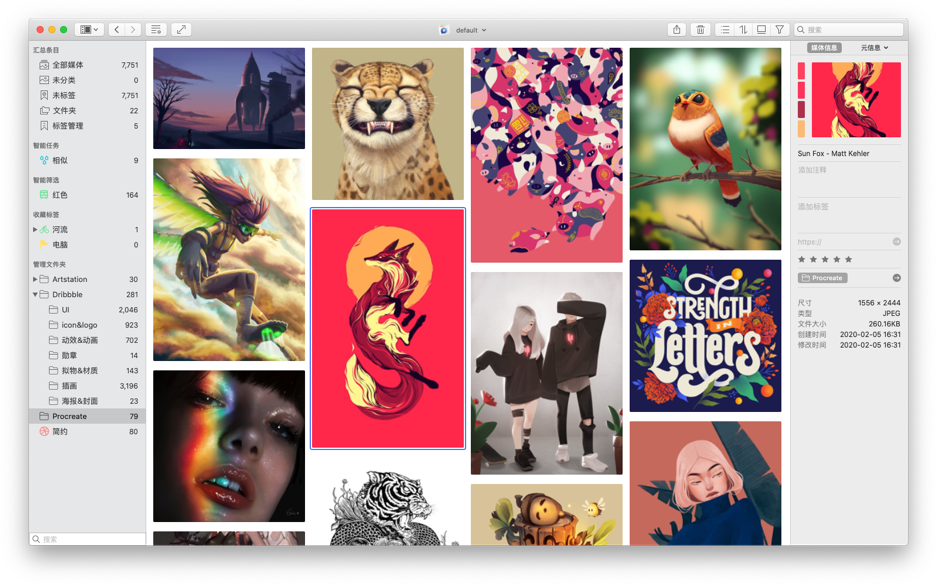 default
搜索
汇总条目
全部媒体 7,751
未分类 0
未标签 7,751
文件夹 22
标签管理 5
智能任务
相似 9
智能筛选
红色 164
收藏标签
河流 1
电脑 0
管理文件夹
Artstation 30
Dribbble 281
UI 2,046
icon&logo 923
动效&动画 702
勋章 14
拟物&材质 143
插画 3,196
海报&封面 23
Procreate 79
简约 80
搜索
STRENGTH
IN YOUR
Letters
媒体信息 元信息
Sun Fox - Matt Kehler
添加注释
添加标签
https://
Procreate
尺寸 1556 × 2444
类型 JPEG
文件大小 260.16KB
创建时间 2020-02-05 16:31
修改时间 2020-02-05 16:31